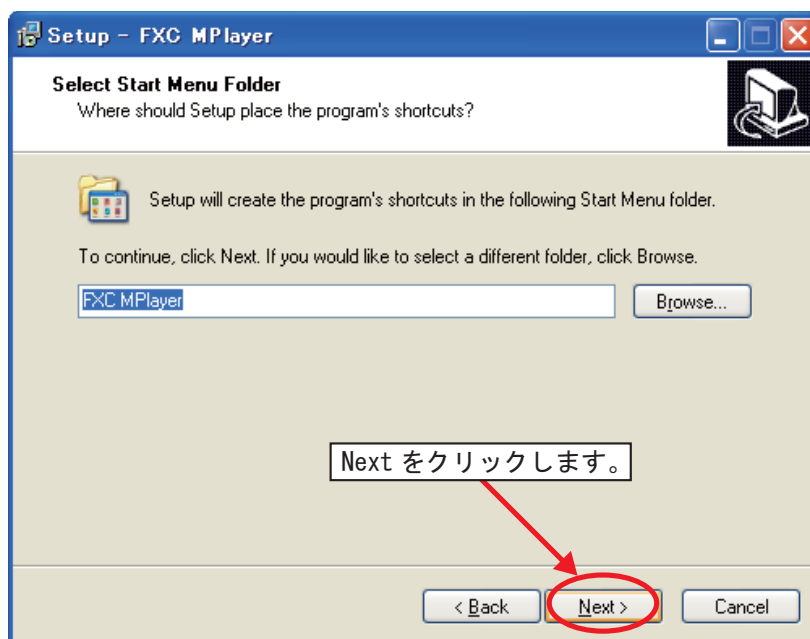 Setup - FXC MPlayer
Select Start Menu Folder
Where should Setup place the program's shortcuts?
Setup will create the program's shortcuts in the following Start Menu folder.
To continue, click Next. If you would like to select a different folder, click Browse.
FXC MPlayer
Browse...
Next をクリックします。
< Back
Next >
Cancel